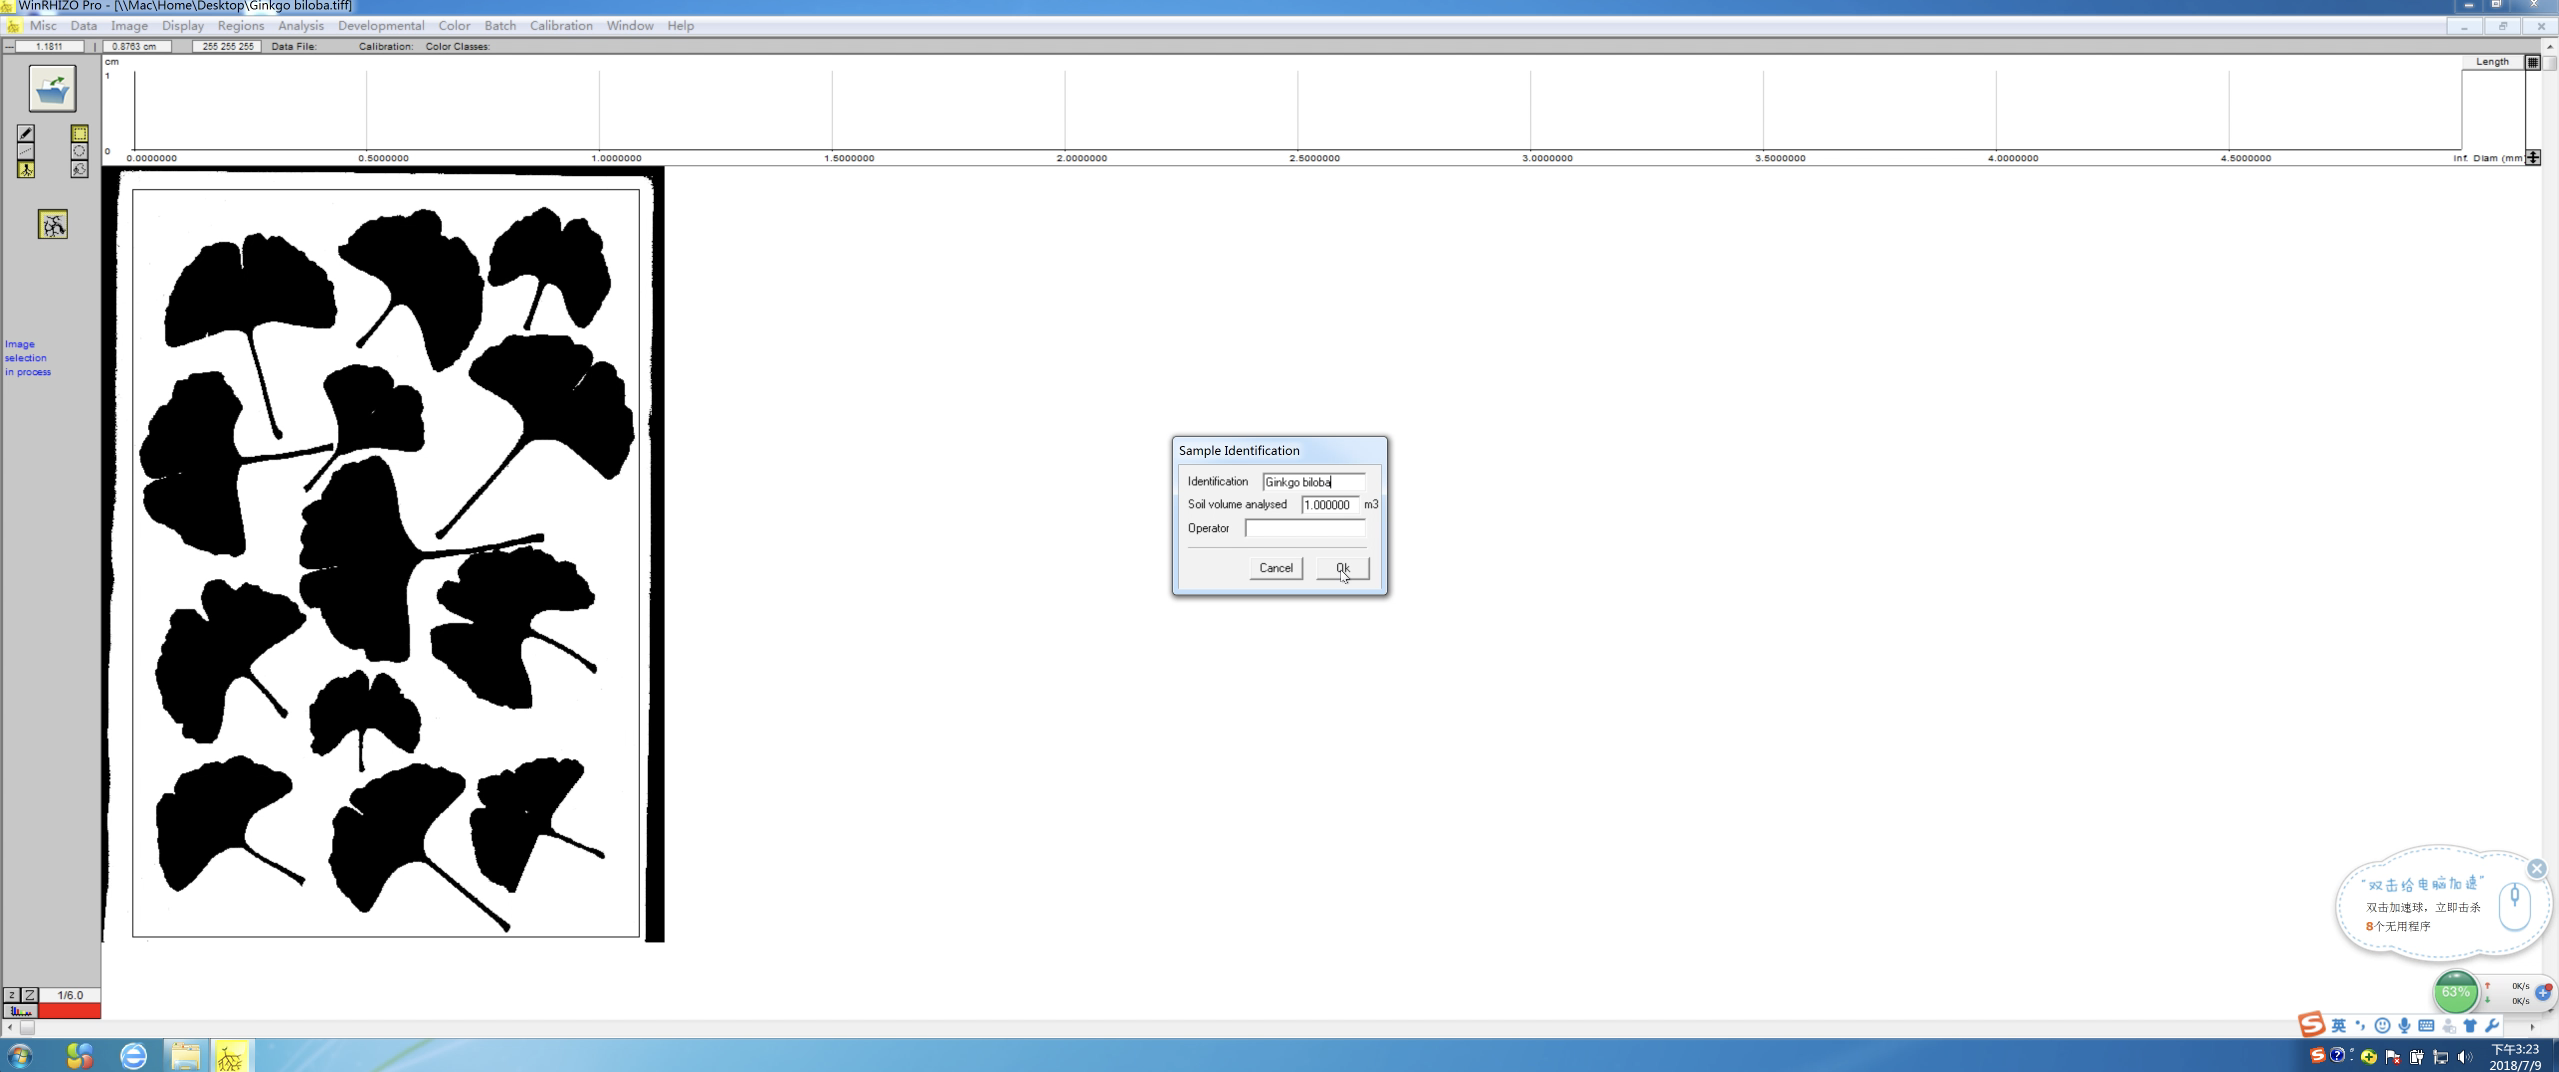 WinRHIZO Pro - [\\Mac\Home\Desktop\Ginkgo biloba.tiff]
Misc Data Image Display Regions Analysis Developmental Color Batch Calibration Window Help
1.1811 0.8763 cm 255 255 255 Data File: Calibration: Color Classes:
cm
1
0
Length
0.0000000 0.5000000 1.0000000 1.5000000 2.0000000 2.5000000 3.0000000 3.5000000 4.0000000 4.5000000 Inf. Diam (mm)
Image
selection
in process
Sample Identification
Identification Ginkgo biloba
Soil volume analysed 1.000000 m3
Operator
Cancel Ok
“双击给电脑加速”
双击加速球，立即击杀
8个无用程序
z Z 1/6.0
63% 0K/s
0K/s
英
下午3:23
2018/7/9